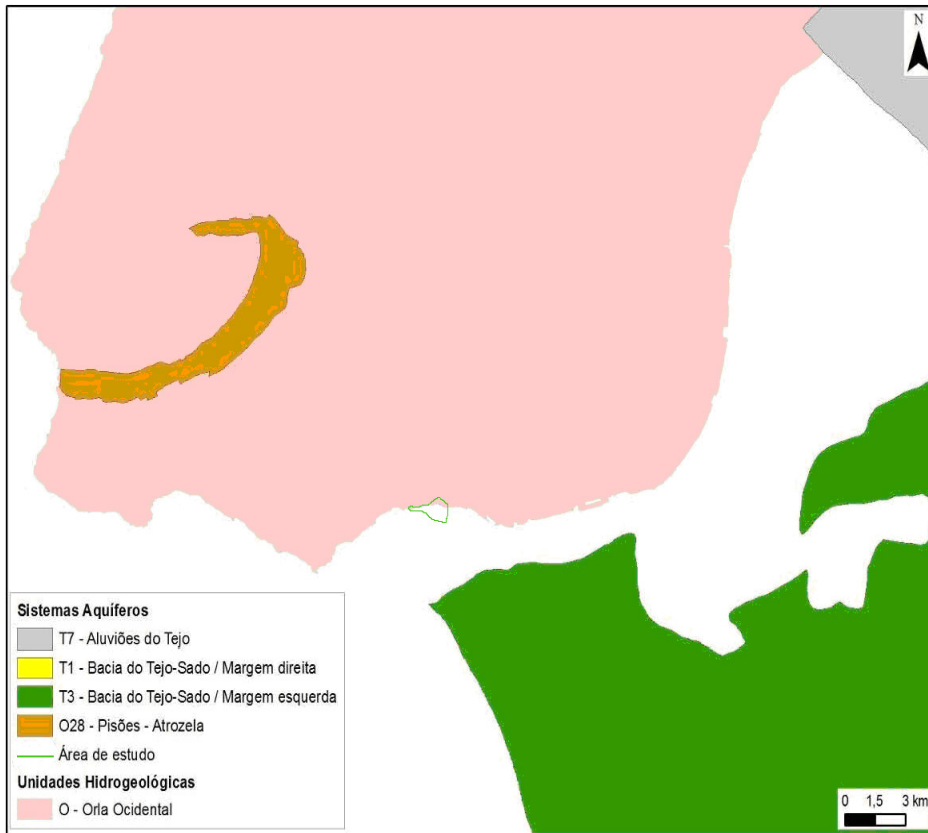 N
Sistemas Aquíferos
T7 - Aluviões do Tejo
T1 - Bacia do Tejo-Sado / Margem direita
T3 - Bacia do Tejo-Sado / Margem esquerda
O28 - Pisões - Atrozela
Área de estudo
Unidades Hidrogeológicas
O - Orla Ocidental
0 1,5 3 km